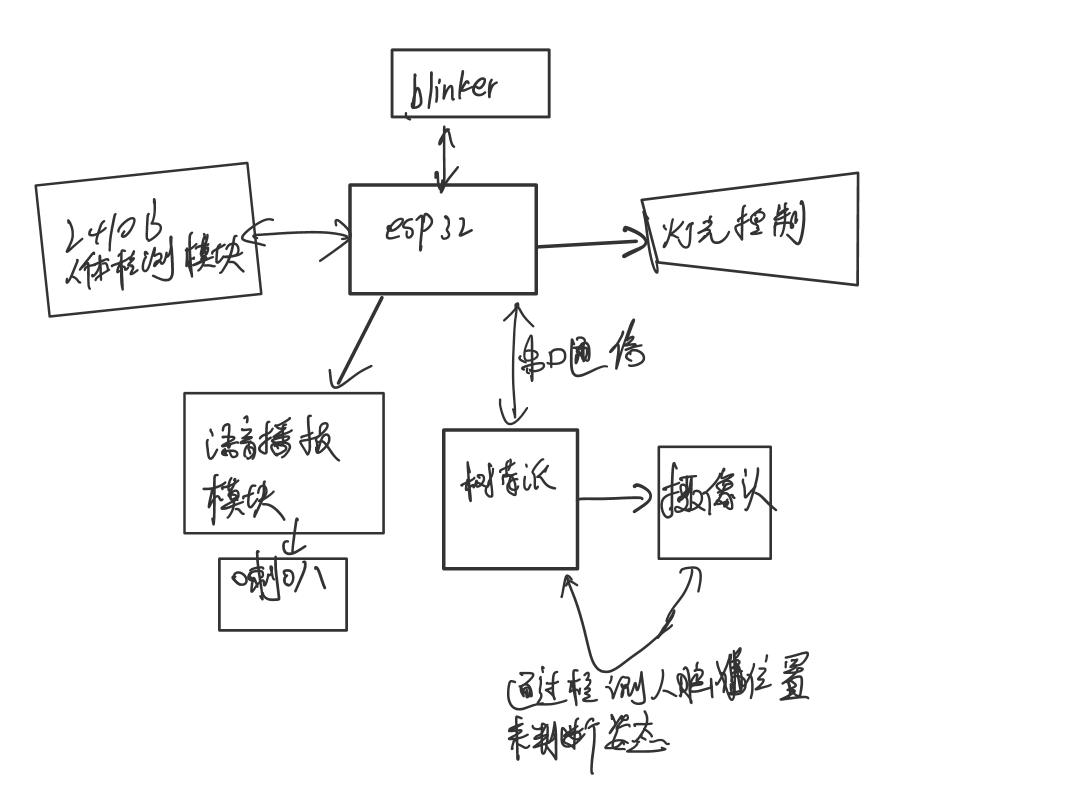 blinker
esp32
2410B
人体检测模块
灯光控制
串口通信
语音播报
模块
树莓派
摄像认
喇叭
通过检测人脸位置
来判断姿态